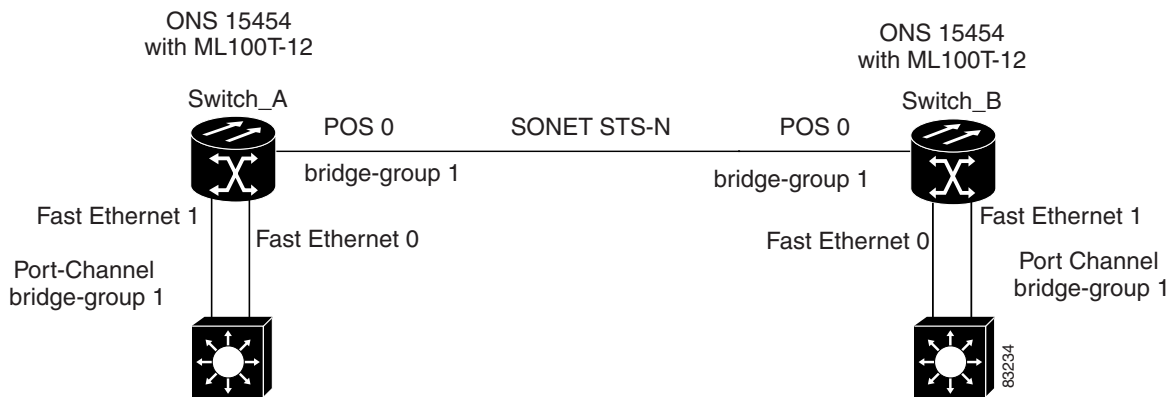 ONS 15454
with ML100T-12
ONS 15454
with ML100T-12
Switch_A
Switch_B
POS 0
SONET STS-N
POS 0
bridge-group 1
bridge-group 1
Fast Ethernet 1
Fast Ethernet 0
Fast Ethernet 0
Fast Ethernet 1
Port-Channel
bridge-group 1
Port Channel
bridge-group 1
83234